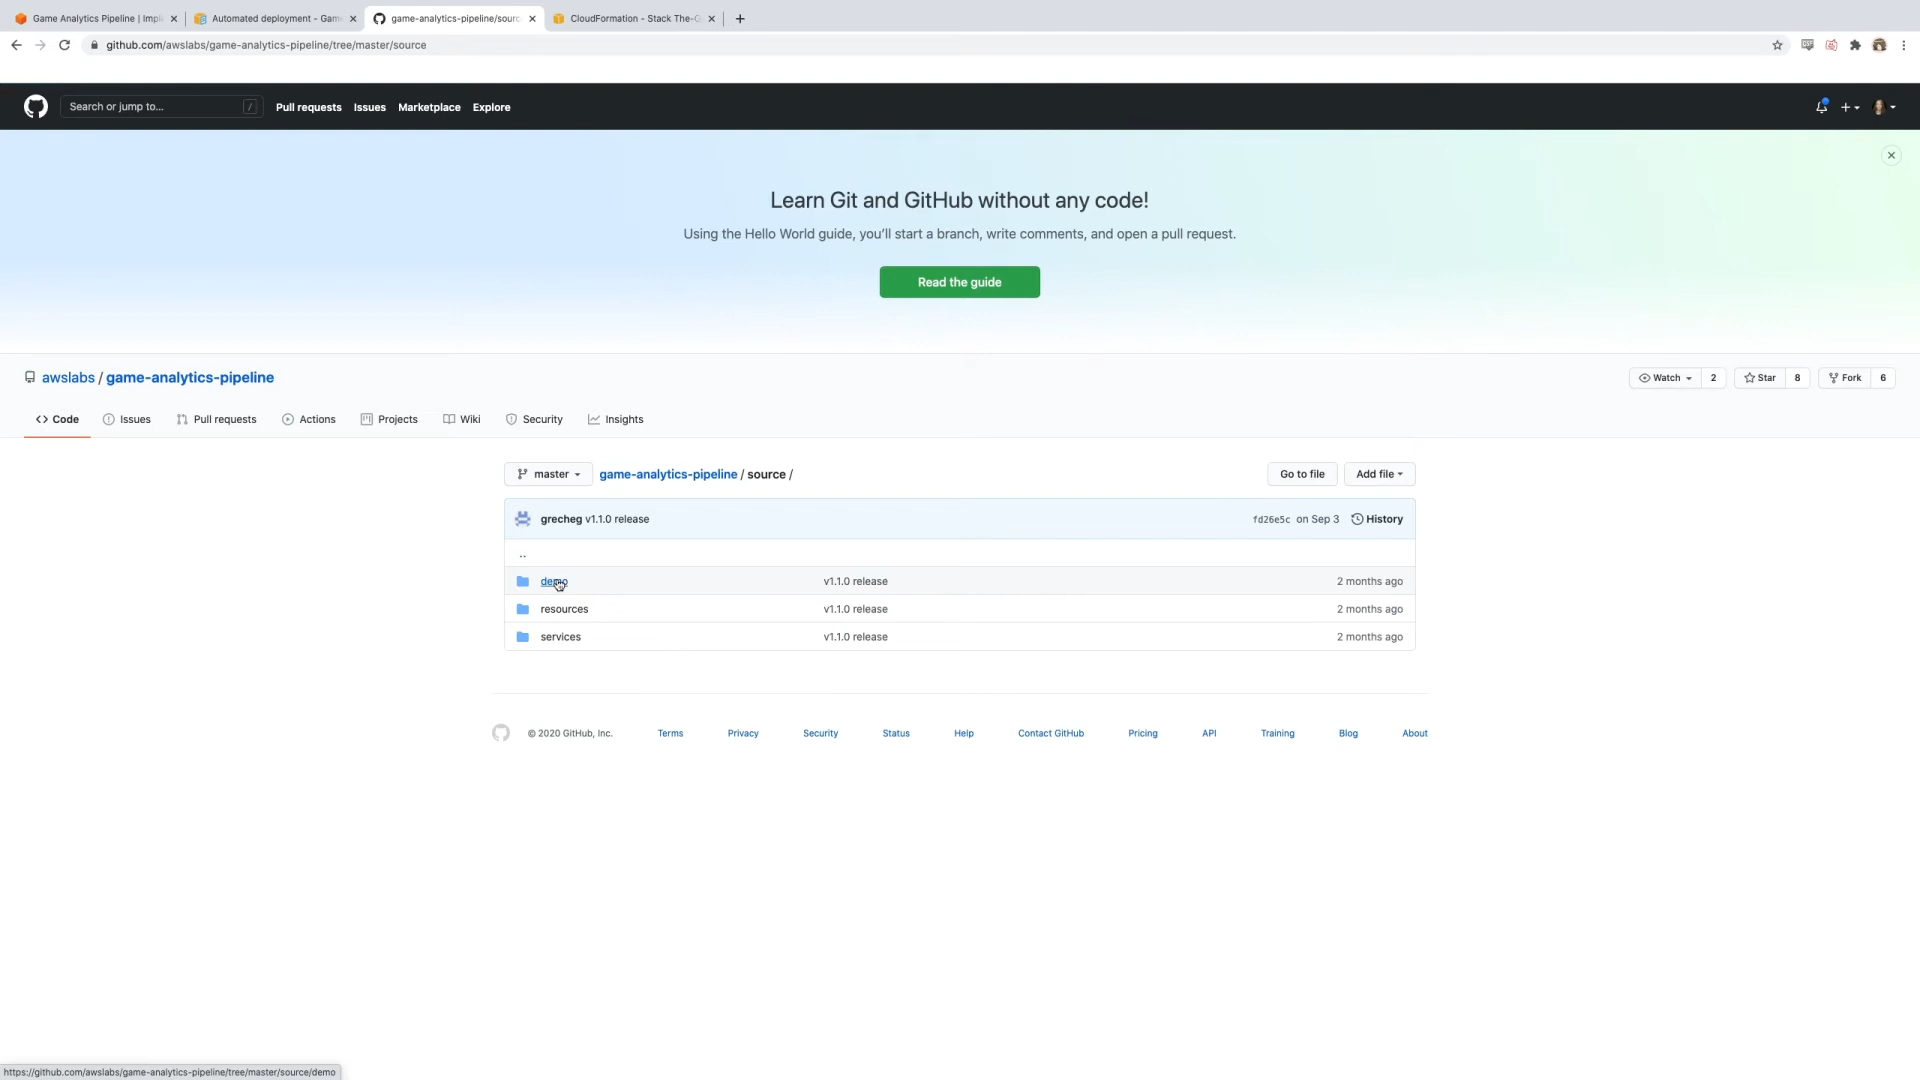 Game Analytics Pipeline | Impl
Automated deployment - Game
game-analytics-pipeline/sourc
CloudFormation - Stack The-G
github.com/awslabs/game-analytics-pipeline/tree/master/source
Search or jump to... /
Pull requests Issues Marketplace Explore
Learn Git and GitHub without any code!
Using the Hello World guide, you’ll start a branch, write comments, and open a pull request.
Read the guide
awslabs / game-analytics-pipeline
Watch 2 Star 8 Fork 6
Code Issues Pull requests Actions Projects Wiki Security Insights
master game-analytics-pipeline / source / Go to file Add file
grecheg v1.1.0 release fd26e5c on Sep 3 History
..
demo v1.1.0 release 2 months ago
resources v1.1.0 release 2 months ago
services v1.1.0 release 2 months ago
© 2020 GitHub, Inc. Terms Privacy Security Status Help Contact GitHub Pricing API Training Blog About
https://github.com/awslabs/game-analytics-pipeline/tree/master/source/demo